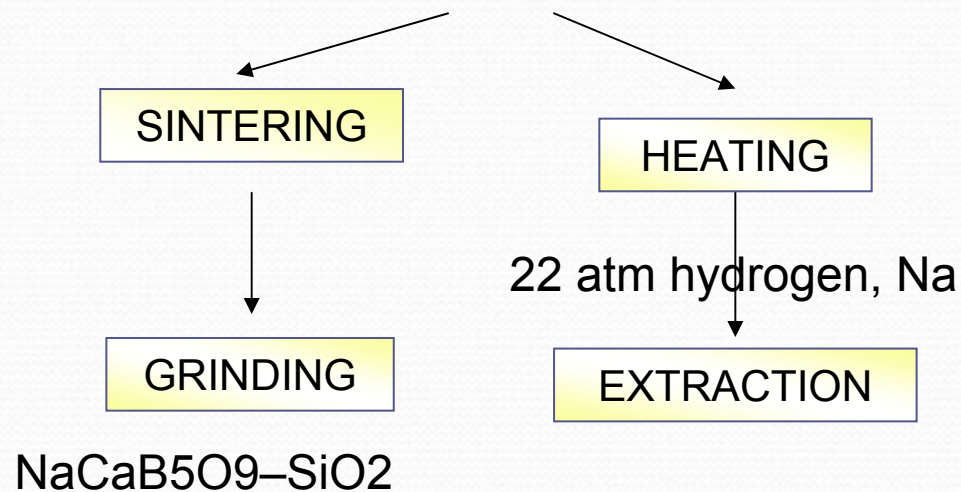 SINTERING
HEATING
22 atm hydrogen, Na
GRINDING
EXTRACTION
NaCaB5O9–SiO2